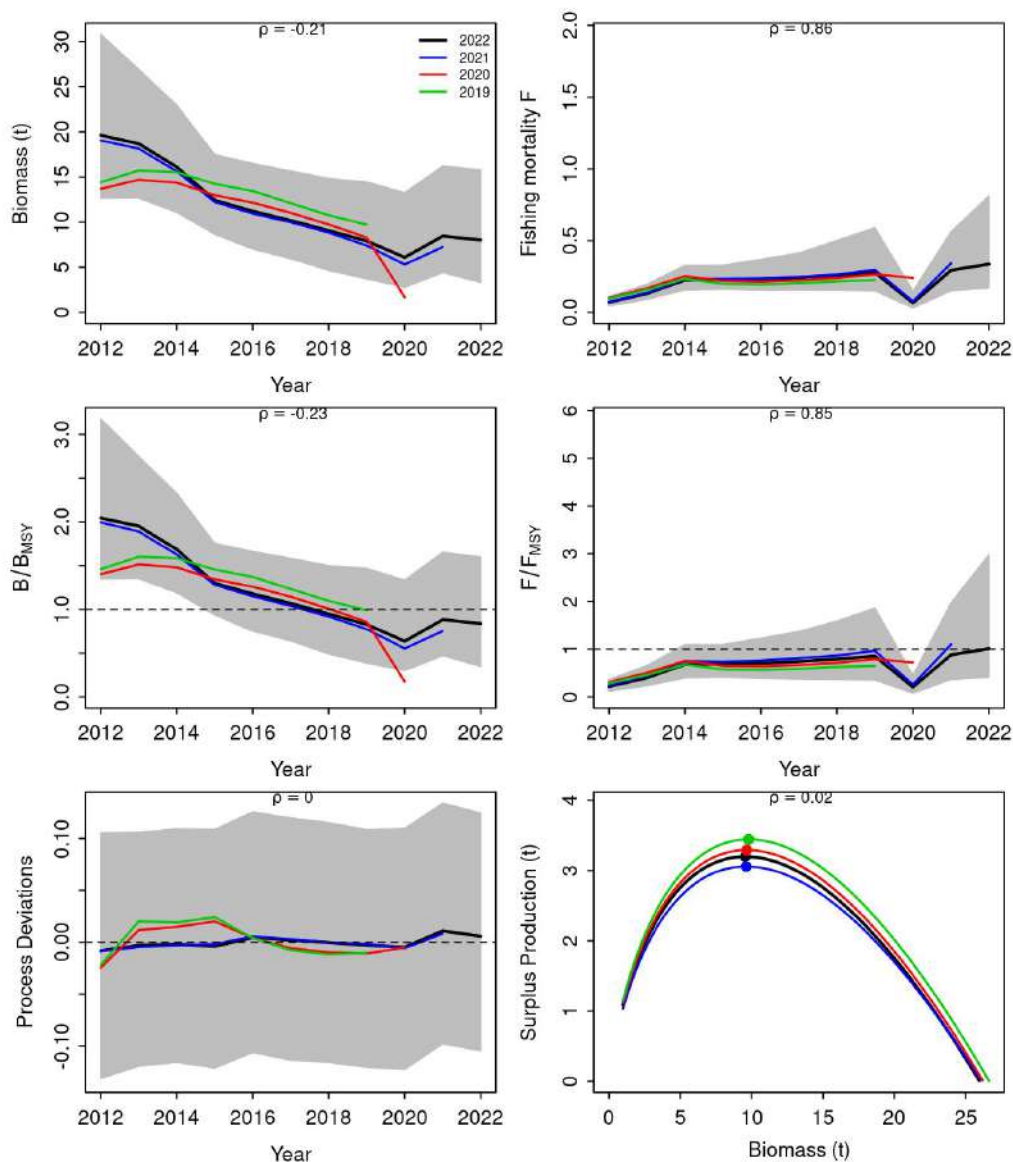 ρ = -0.21
Biomass (t)
30
25
20
15
10
5
0
2022
2021
2020
2019
2012 2014 2016 2018 2020 2022
Year
ρ = 0.86
Fishing mortality F
2.0
1.5
1.0
0.5
0.0
2012 2014 2016 2018 2020 2022
Year
ρ = -0.23
B/BMSY
3.0
2.0
1.0
0.0
2012 2014 2016 2018 2020 2022
Year
ρ = 0.85
F/FMSY
6
5
4
3
2
1
0
2012 2014 2016 2018 2020 2022
Year
ρ = 0
Process Deviations
0.10
0.00
-0.10
2012 2014 2016 2018 2020 2022
Year
ρ = 0.02
Surplus Production (t)
4
3
2
1
0
0 5 10 15 20 25
Biomass (t)